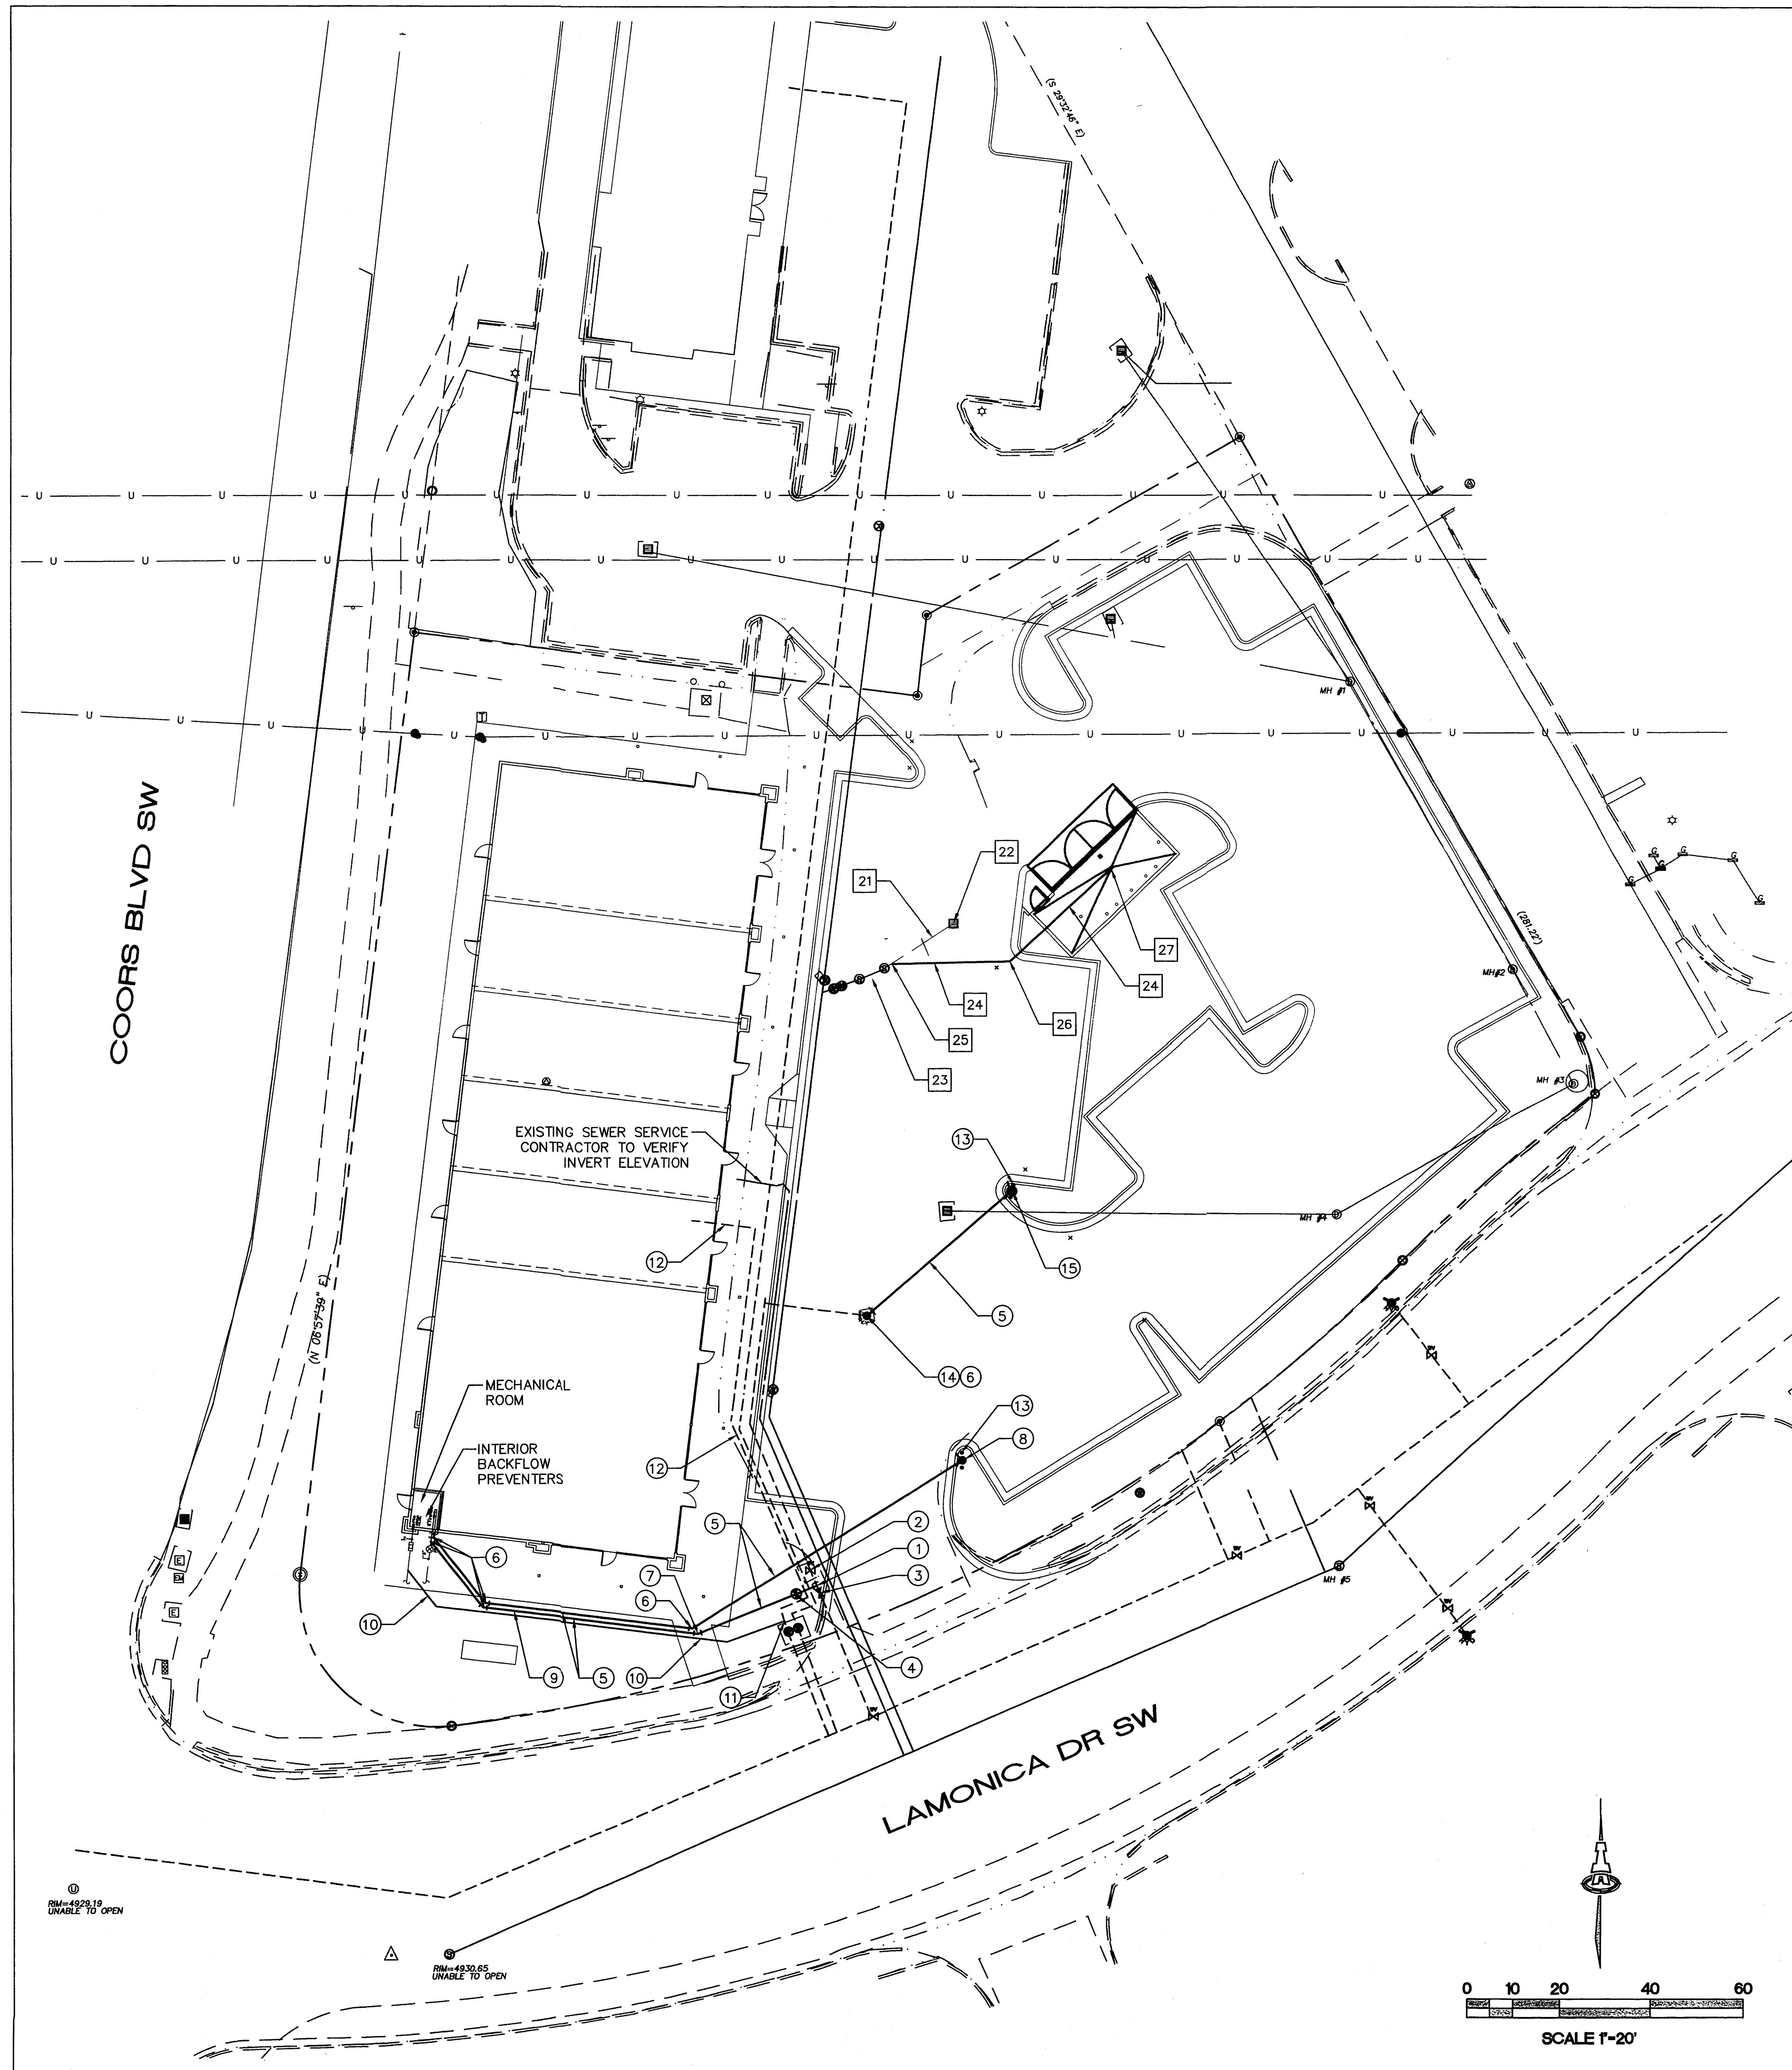 (S 29°32'46" E)
U U U U U U U U U U U U U U U
U U U U U U U U U U U U U U U U
MH #1
T
U U U U U U U U U U U U U U U U U U
COORS BLVD SW
22
21
G G G G G G
(281.22')
27
MH#2
24
24
26
25
23
MH #3
EXISTING SEWER SERVICE
CONTRACTOR TO VERIFY
INVERT ELEVATION
13
MH #4
12
15
(N 06°57'39" E)
5
14 6
MECHANICAL
ROOM
13
8
INTERIOR
BACKFLOW
PREVENTERS
12
5
2
6
1
7
3
MH #5
6
10
9
5
10
4
11
LAMONICA DR SW
U
RIM=4929.19
UNABLE TO OPEN
RIM=4930.65
UNABLE TO OPEN
0 10 20 40 60
SCALE 1"-20'